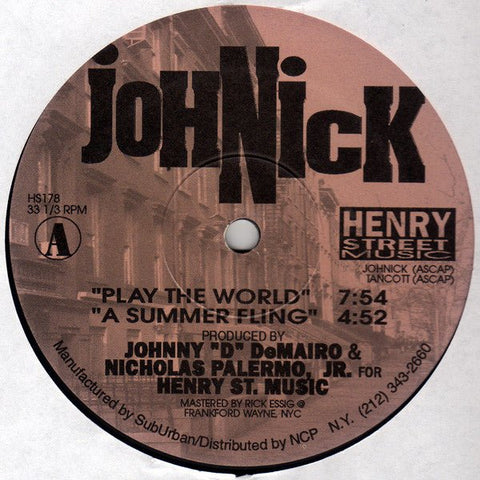 joHNicK
HS178
33 1/3 RPM
A
HENRY
STREET
MUSIC
JOHNICK (ASCAP)
TANCOTT (ASCAP)
"PLAY THE WORLD" 7:54
"A SUMMER FLING" 4:52
PRODUCED BY
JOHNNY "D" DeMAIRO &
NICHOLAS PALERMO, JR. FOR
HENRY ST. MUSIC
MASTERED BY RICK ESSIG @
FRANKFORD WAYNE, NYC
Manufactured by SubUrban/Distributed by NCP N.Y. (212) 343-2660